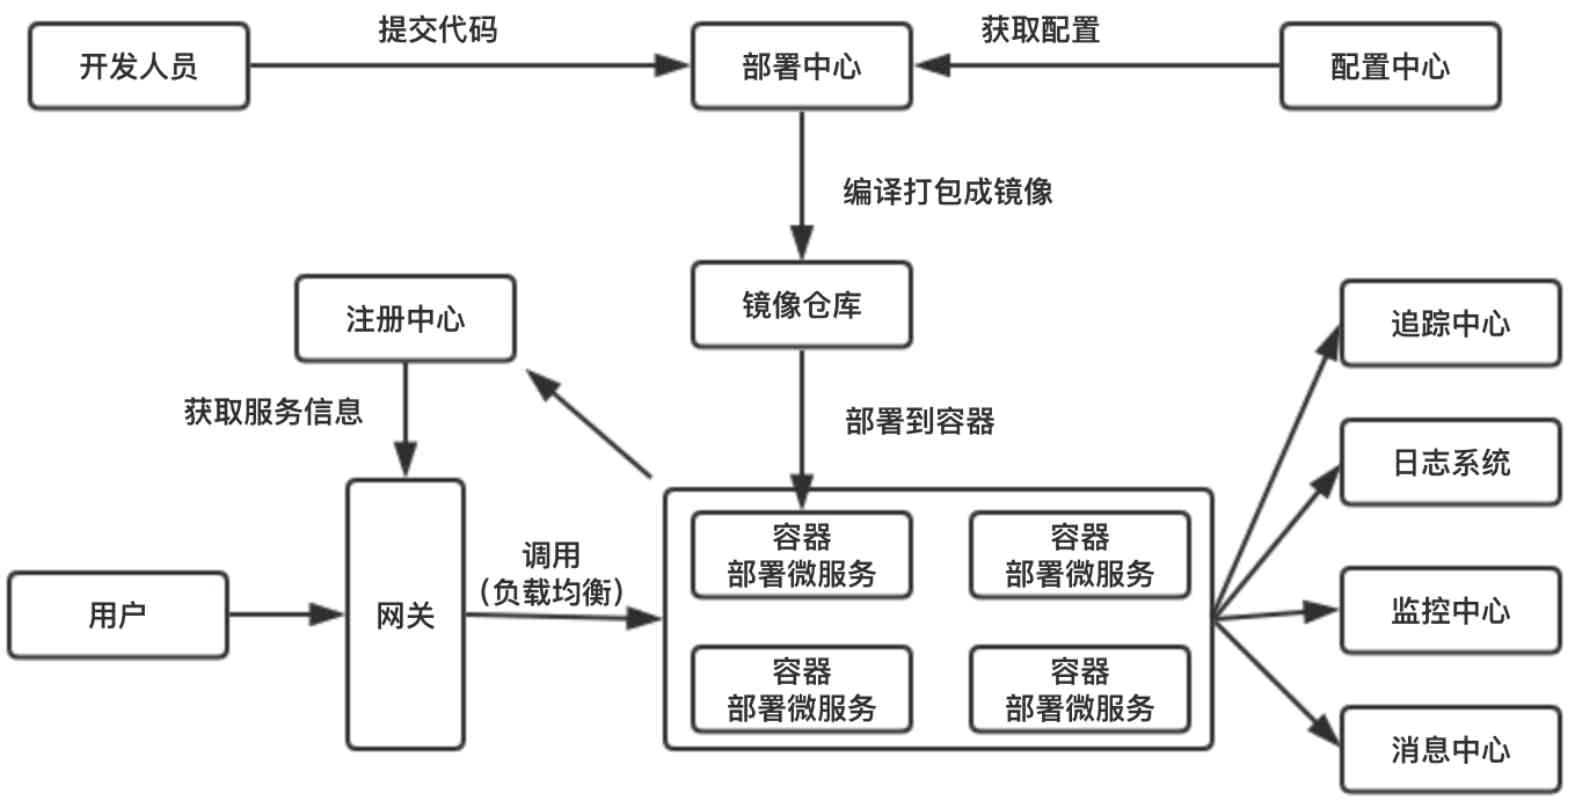 提交代码
获取配置
开发人员
部署中心
配置中心
编译打包成镜像
注册中心
镜像仓库
追踪中心
获取服务信息
部署到容器
日志系统
调用
（负载均衡）
容器
部署微服务
容器
部署微服务
用户
网关
监控中心
容器
部署微服务
容器
部署微服务
消息中心